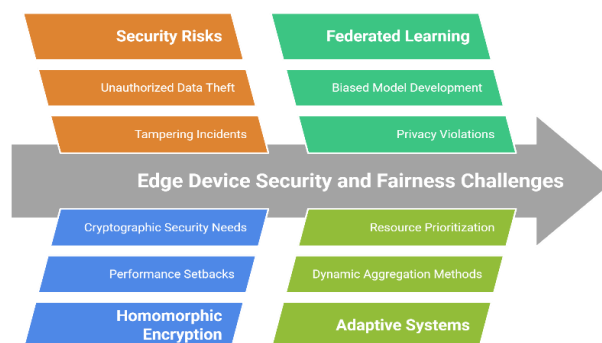 Security Risks
Federated Learning
Unauthorized Data Theft
Biased Model Development
Tampering Incidents
Privacy Violations
Edge Device Security and Fairness Challenges
Cryptographic Security Needs
Resource Prioritization
Performance Setbacks
Dynamic Aggregation Methods
Homomorphic
Encryption
Adaptive Systems